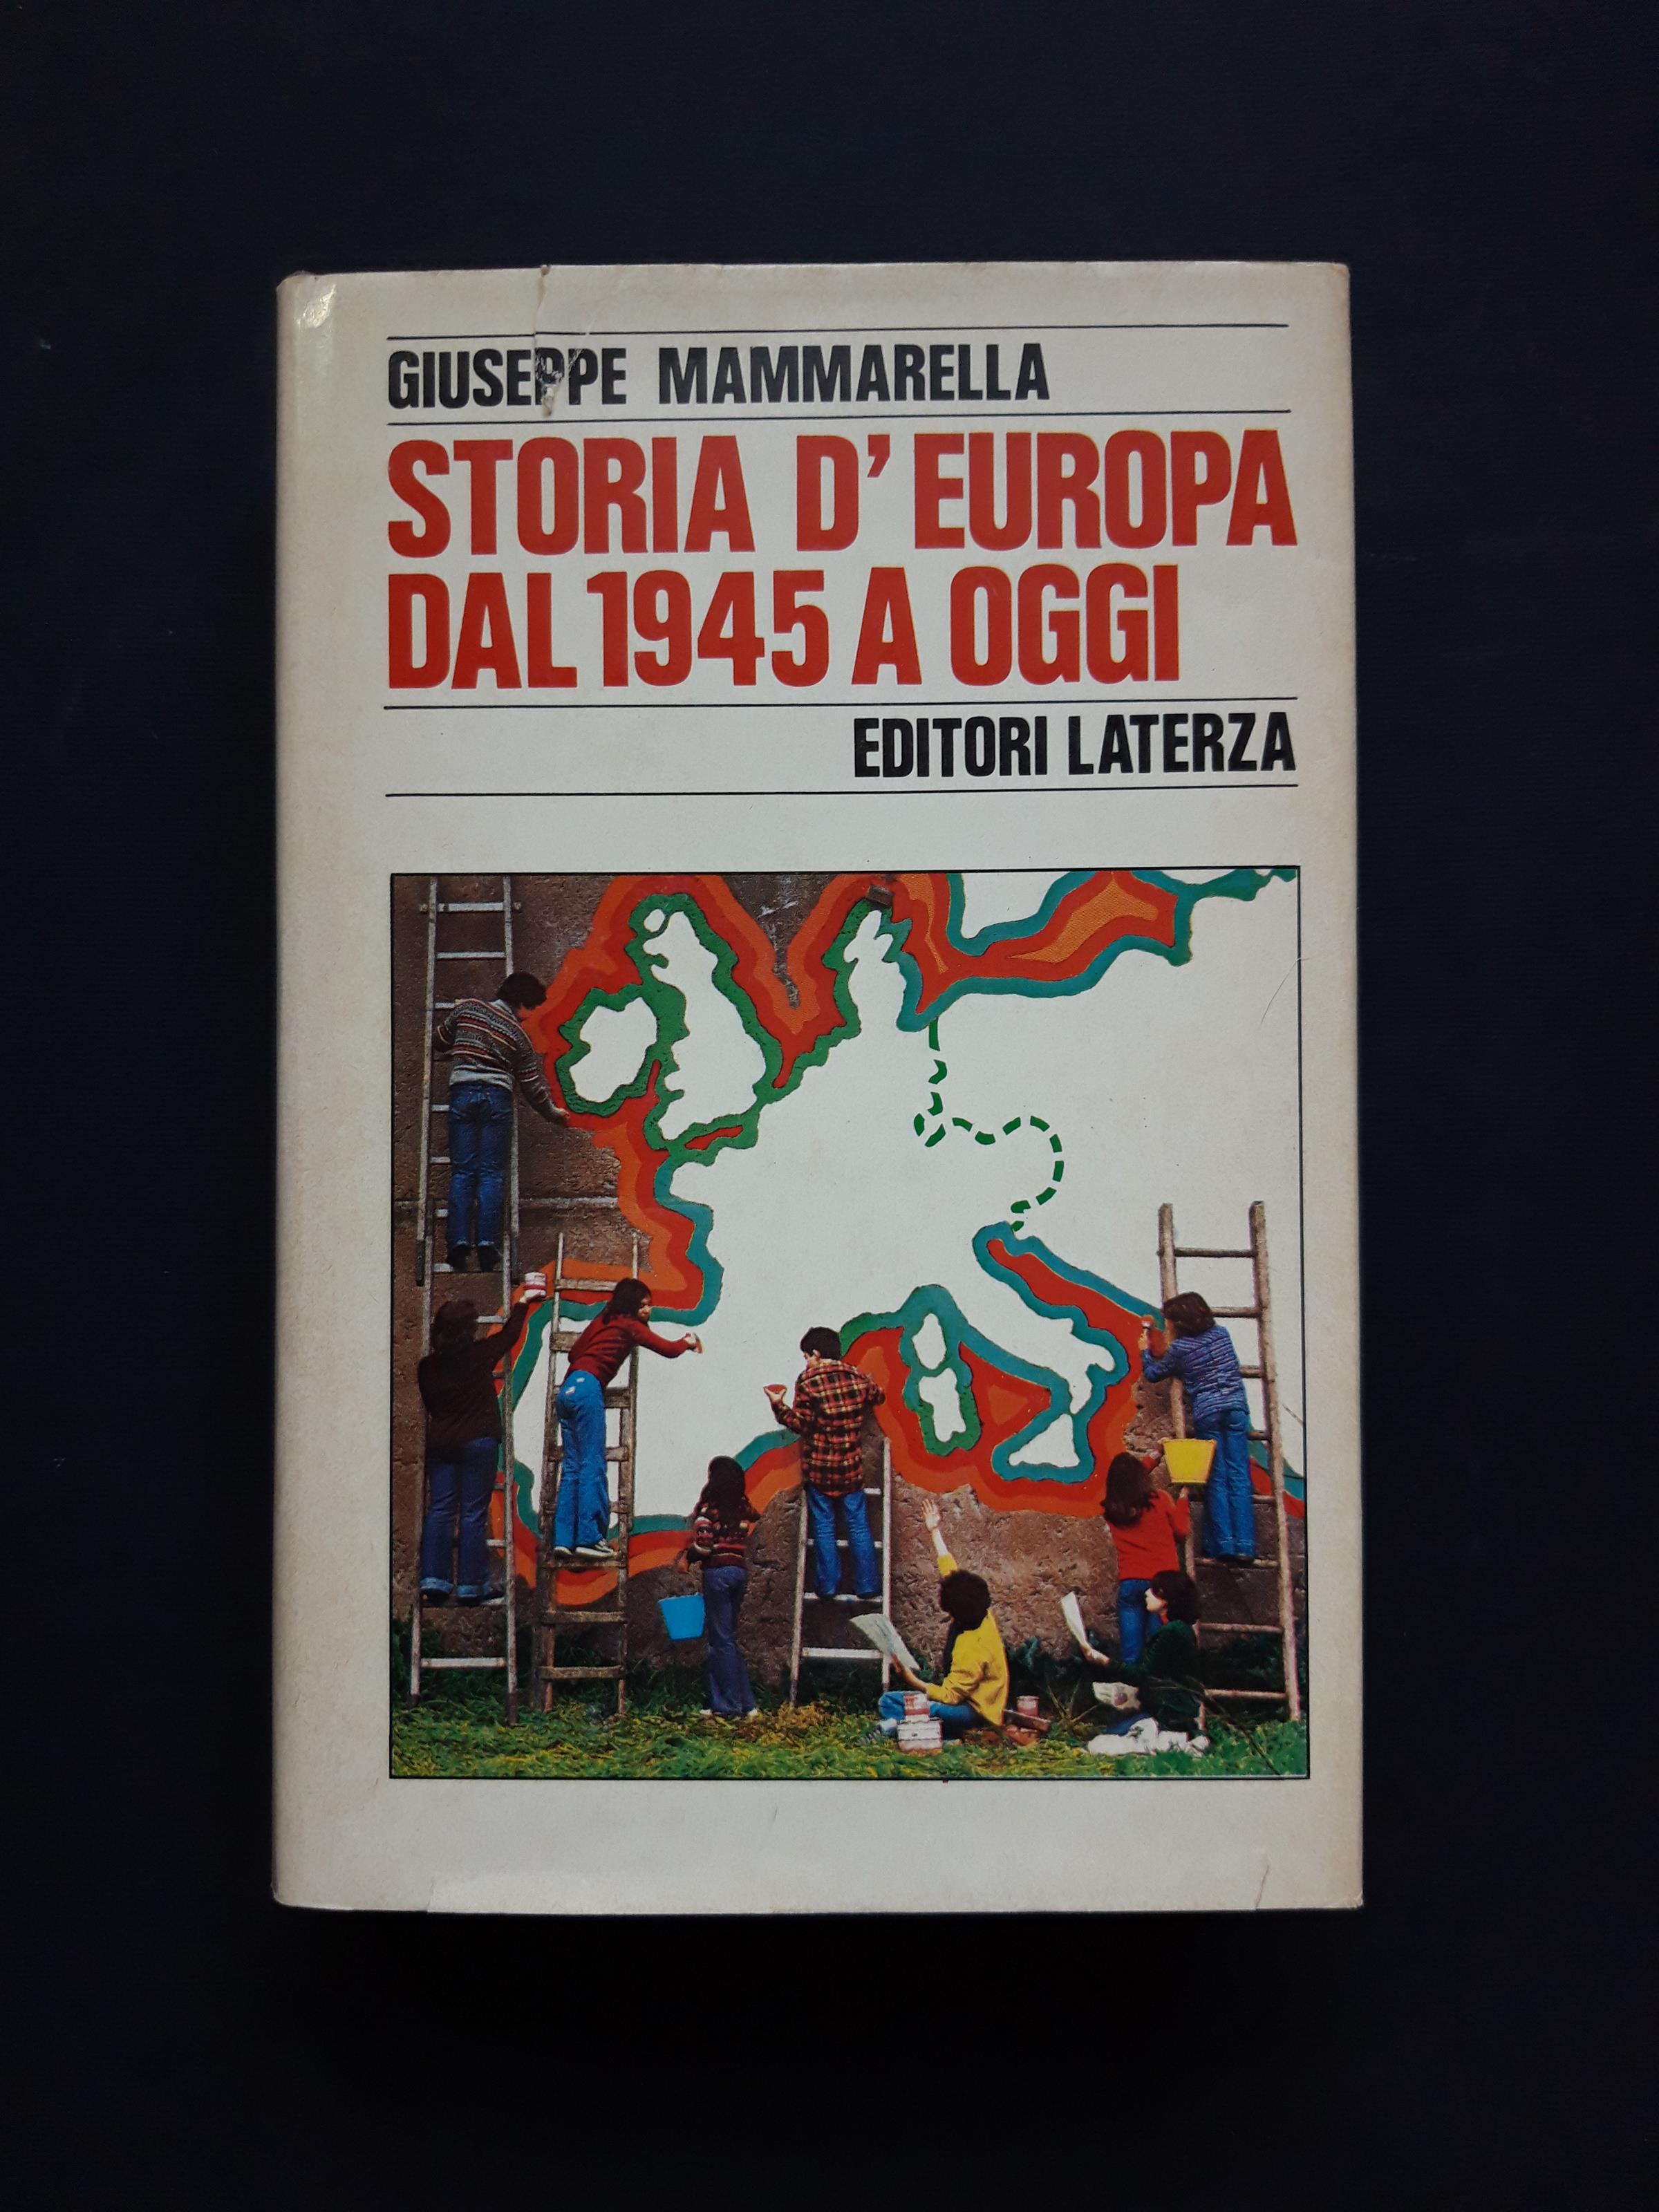 GIUSEPPE MAMMARELLA
STORIA D'EUROPA
DAL 1945 A OGGI
EDITORI LATERZA